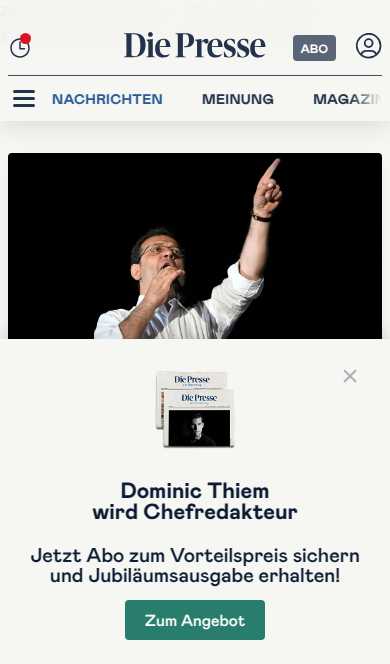 Die Presse
ABO
NACHRICHTEN MEINUNG MAGAZIN
Die Presse
Die Presse
Dominic Thiem
wird Chefredakteur
Jetzt Abo zum Vorteilspreis sichern
und Jubiläumsausgabe erhalten!
Zum Angebot